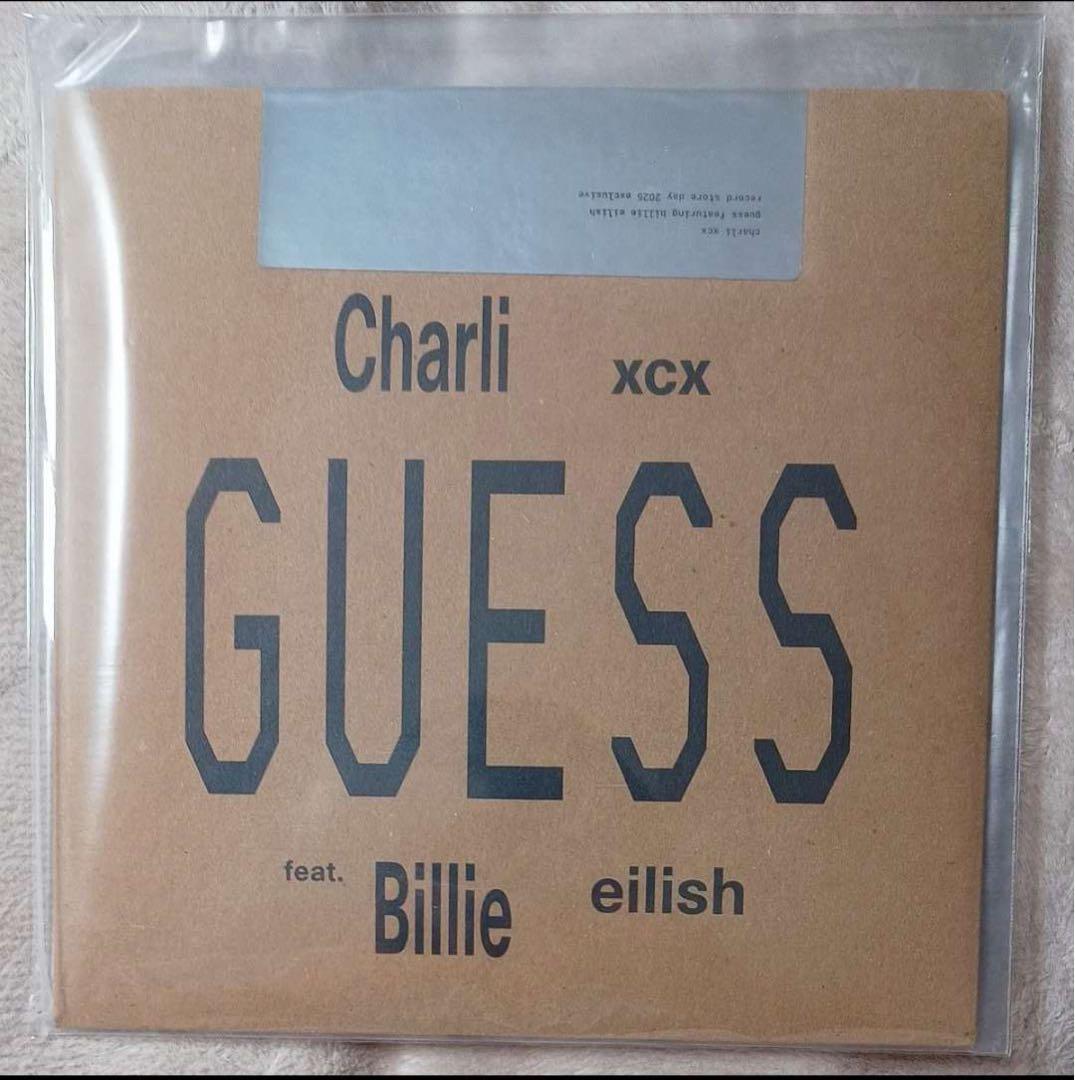 charli xcx
guess featuring billie eilish
record store day 2025 exclusive
Charli xcx
GUESS
feat. Billie eilish